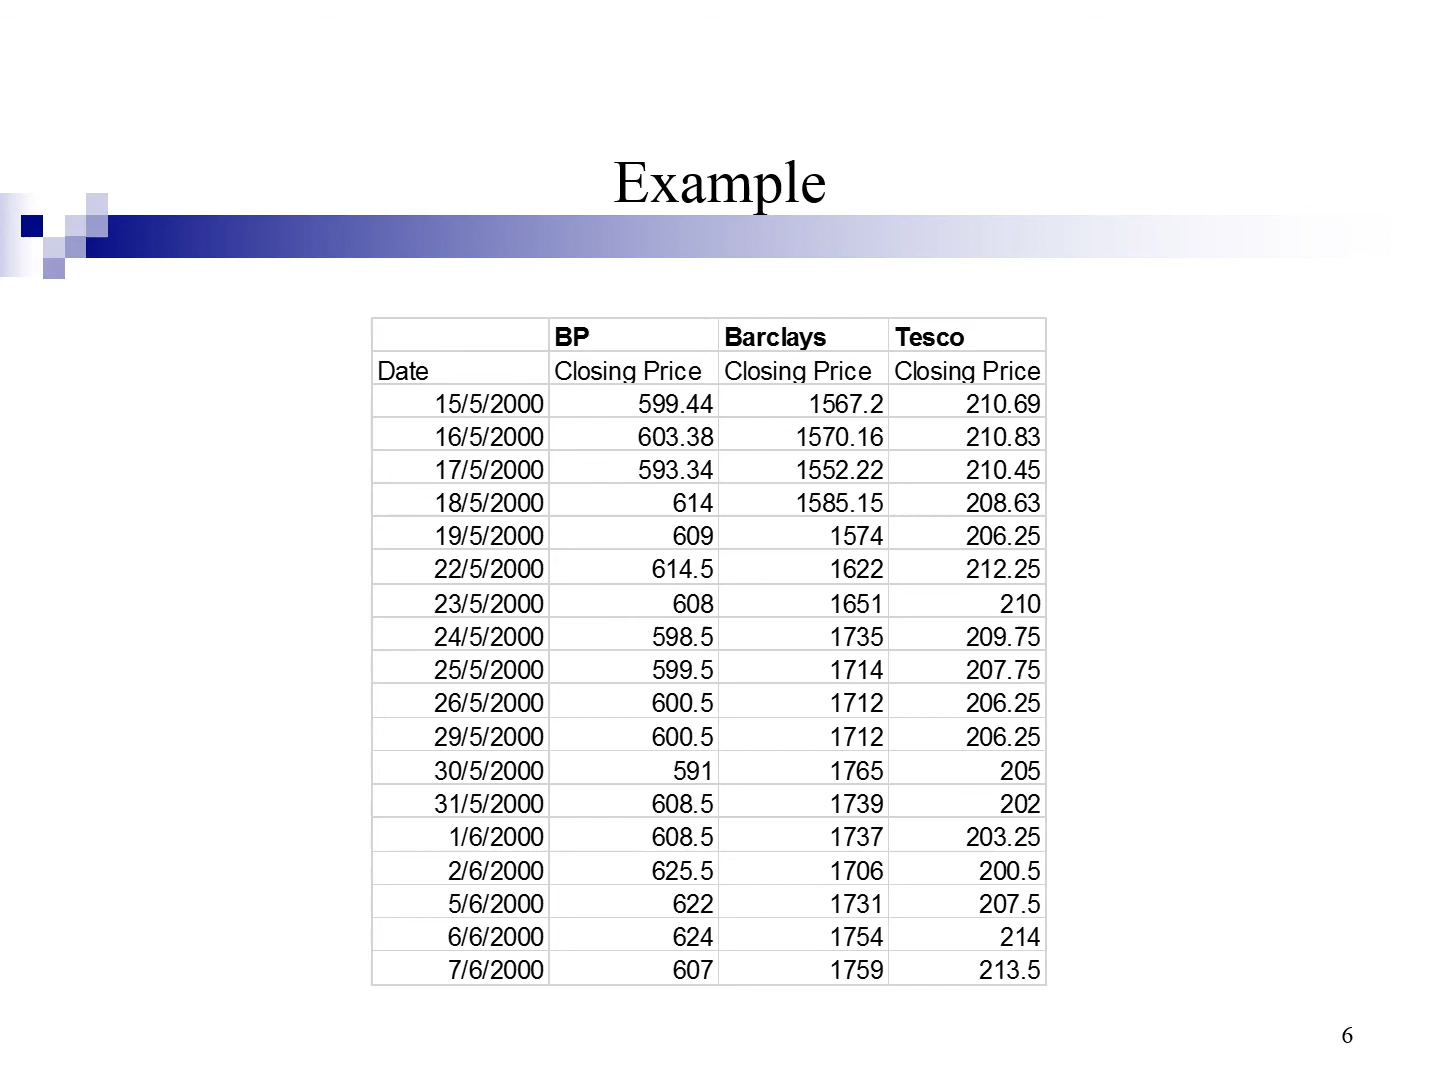 Example
BP Barclays Tesco
Date Closing Price Closing Price Closing Price
15/5/2000 599.44 1567.2 210.69
16/5/2000 603.38 1570.16 210.83
17/5/2000 593.34 1552.22 210.45
18/5/2000 614 1585.15 208.63
19/5/2000 609 1574 206.25
22/5/2000 614.5 1622 212.25
23/5/2000 608 1651 210
24/5/2000 598.5 1735 209.75
25/5/2000 599.5 1714 207.75
26/5/2000 600.5 1712 206.25
29/5/2000 600.5 1712 206.25
30/5/2000 591 1765 205
31/5/2000 608.5 1739 202
1/6/2000 608.5 1737 203.25
2/6/2000 625.5 1706 200.5
5/6/2000 622 1731 207.5
6/6/2000 624 1754 214
7/6/2000 607 1759 213.5
6